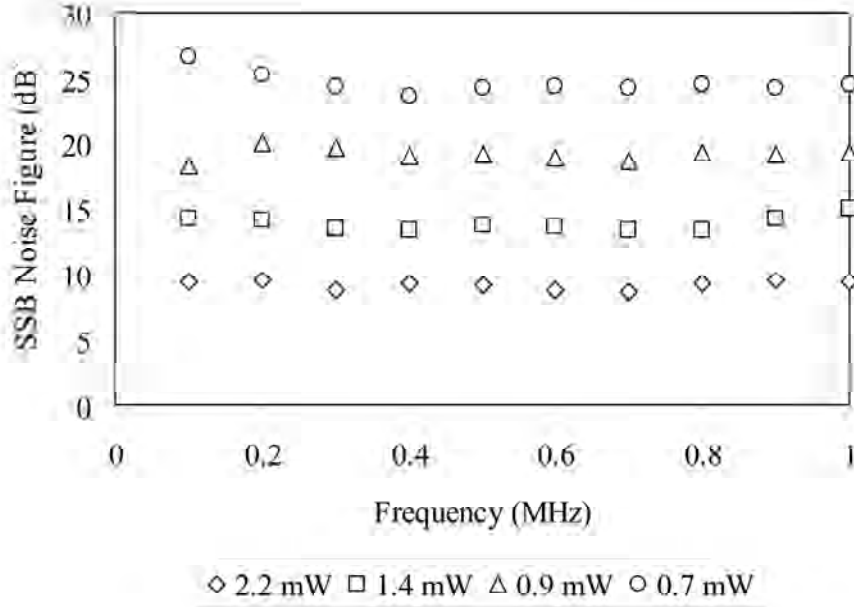 SSB Noise Figure (dB
30
25
20
15
10
5
0
0 0.2 0.4 0.6 0.8 1
Frequency (MHz)
◇ 2.2 mW □ 1.4 mW △ 0.9 mW ○ 0.7 mW